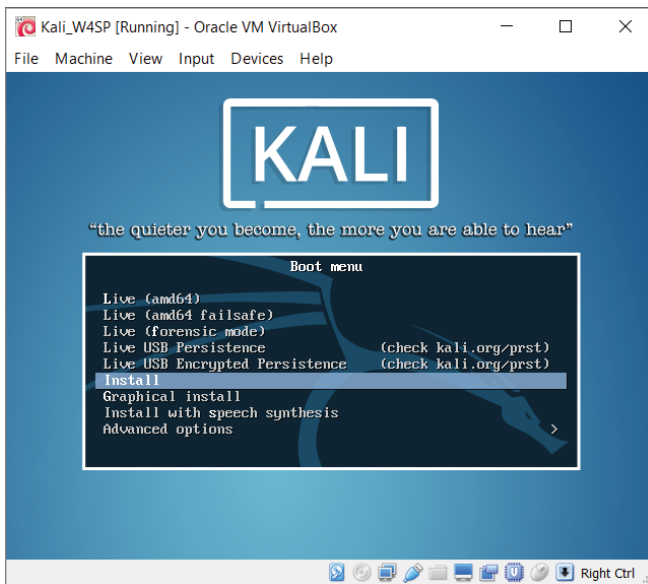 Kali_W4SP [Running] - Oracle VM VirtualBox
File Machine View Input Devices Help
KALI
“the quieter you become, the more you are able to hear”
Boot menu
Live (amd64)
Live (amd64 failsafe)
Live (forensic mode)
Live USB Persistence (check kali.org/prst)
Live USB Encrypted Persistence (check kali.org/prst)
Install
Graphical install
Install with speech synthesis
Advanced options >
Right Ctrl